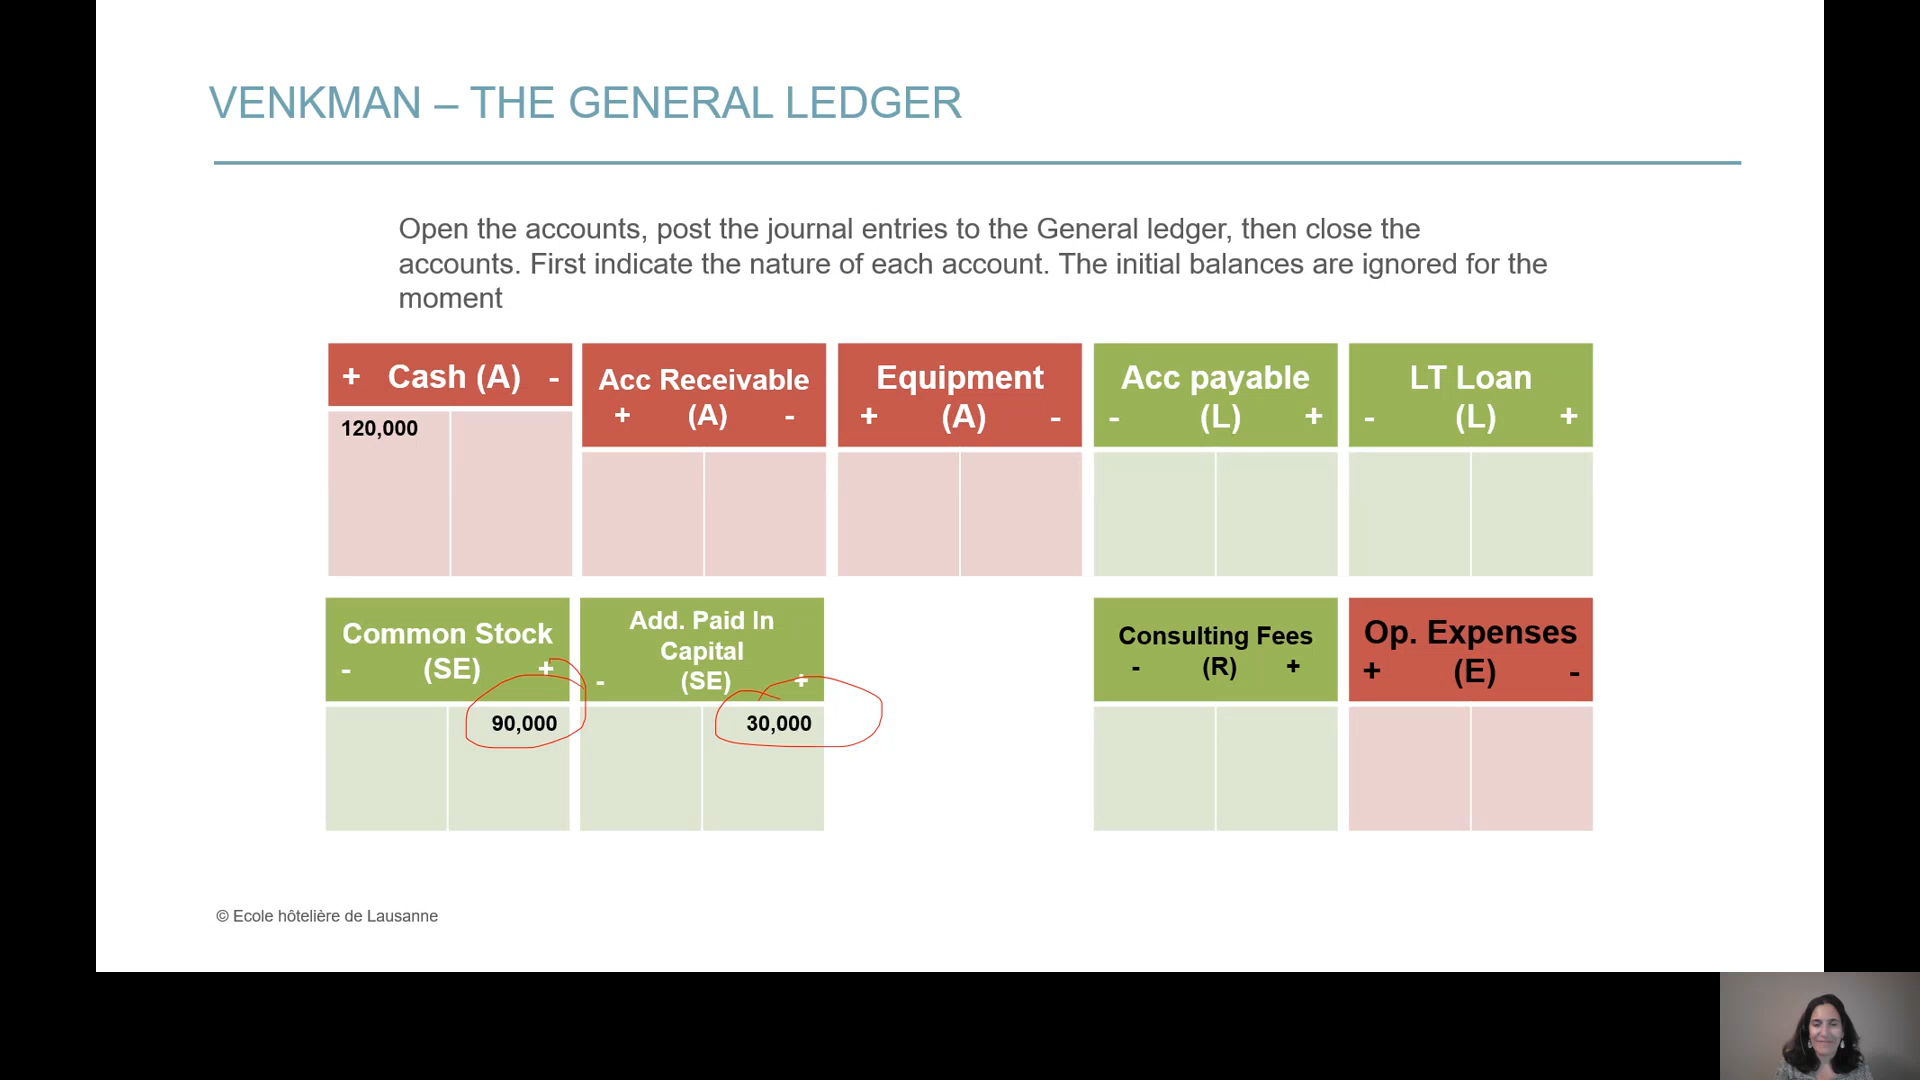 VENKMAN – THE GENERAL LEDGER
Open the accounts, post the journal entries to the General ledger, then close the
accounts. First indicate the nature of each account. The initial balances are ignored for the
moment
+ Cash (A) -
120,000
Acc Receivable
+ (A) -
Equipment
+ (A) -
Acc payable
- (L) +
LT Loan
- (L) +
Common Stock
- (SE) +
90,000
Add. Paid In
Capital
- (SE) +
30,000
Consulting Fees
- (R) +
Op. Expenses
+ (E) -
© Ecole hôtelière de Lausanne